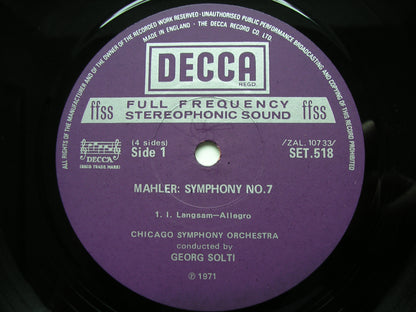 ALL RIGHTS OF THE MANUFACTURER AND OF THE OWNER OF THE RECORDED WORK RESERVED · UNAUTHORISED PUBLIC PERFORMANCE BROADCASTING AND COPYING OF THIS RECORD PROHIBITED
MADE IN ENGLAND · THE DECCA RECORD CO. LTD.
DECCA
REGD.
ffss FULL FREQUENCY ffss
STEREOPHONIC SOUND
DECCA
(REGD TRADE MARK)
(4 sides)
Side 1
/ZAL. 10733/
SET.518
MAHLER: SYMPHONY NO.7
1. I. Langsam—Allegro
CHICAGO SYMPHONY ORCHESTRA
conducted by
GEORG SOLTI
℗ 1971